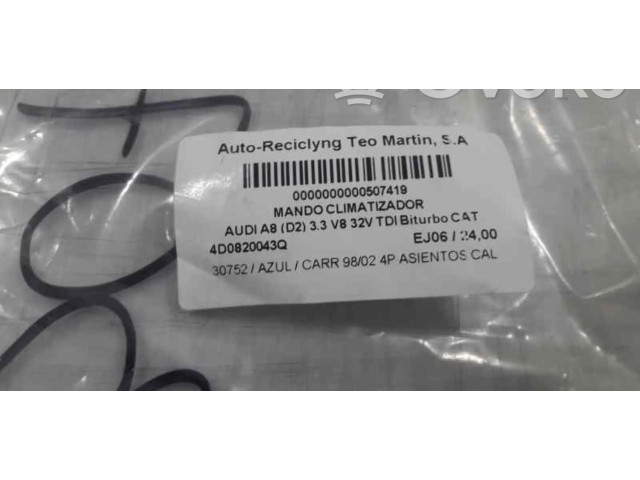 Auto-Reciclyng Teo Martin, S.A
0000000000507419
MANDO CLIMATIZADOR
AUDI A8 (D2) 3.3 V8 32V TDI Biturbo CAT
4D0820043Q EJ06 / 24,00
30752 / AZUL / CARR 98/02 4P ASIENTOS CAL